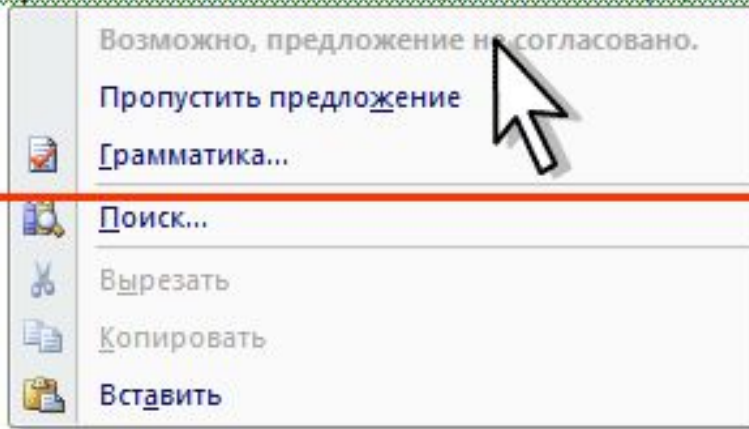 Возможно, предложение не согласовано.
Пропустить предложение
Грамматика...
Поиск...
Вырезать
Копировать
Вставить